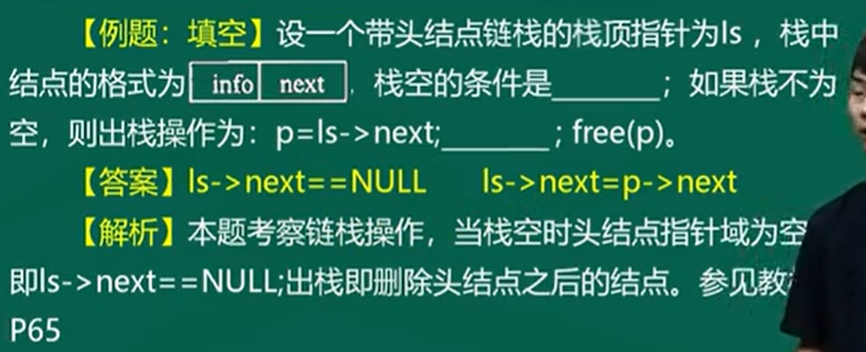 【例题：填空】设一个带头结点链栈的栈顶指针为ls，栈中
结点的格式为 info next ，栈空的条件是________；如果栈不为
空，则出栈操作为：p=ls->next;________；free(p)。
【答案】ls->next==NULL ls->next=p->next
【解析】本题考察链栈操作，当栈空时头结点指针域为空
即ls->next==NULL;出栈即删除头结点之后的结点。参见教
P65